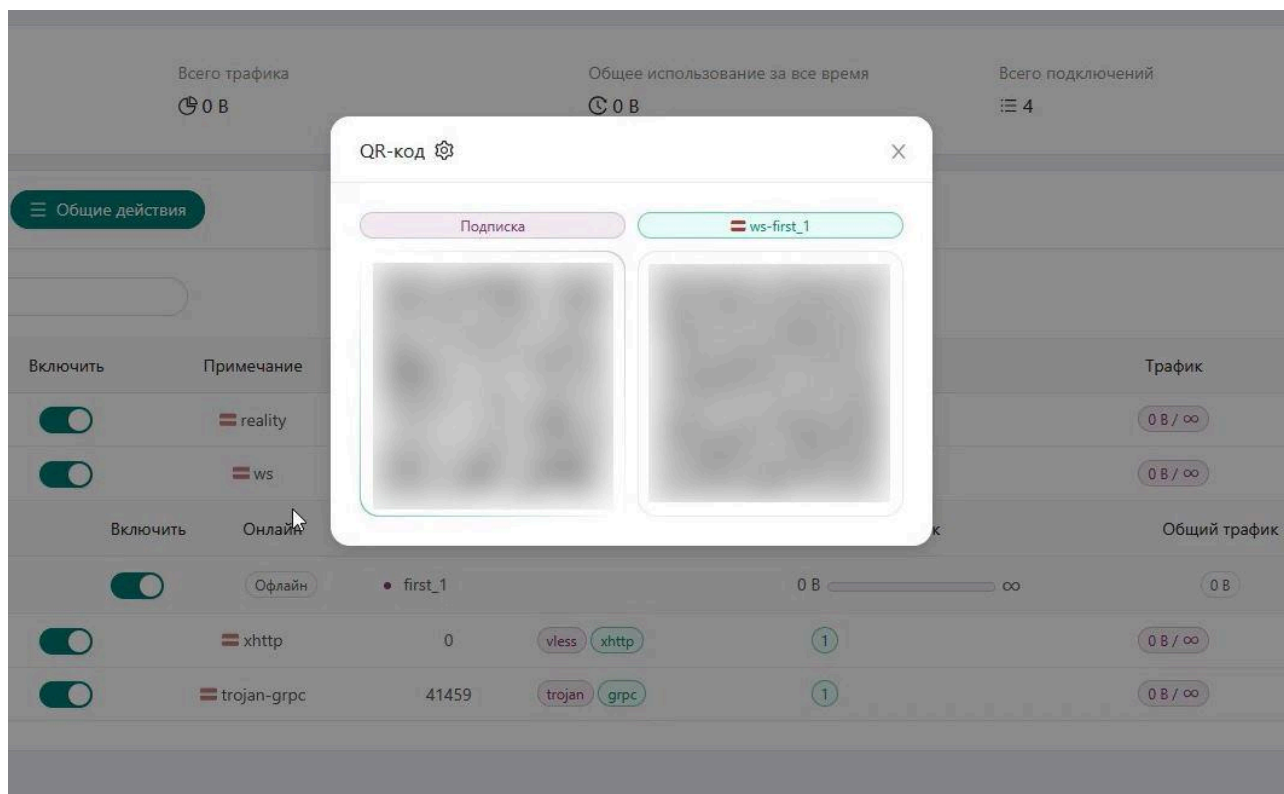 Всего трафика Общее использование за все время Всего подключений
0 B 0 B 4
QR-код
Общие действия
Подписка ws-first_1
Включить Примечание Трафик
reality 0 B / ∞
ws 0 B / ∞
Включить Онлайн к Общий трафик
Офлайн first_1 0 B ∞ 0 B
xhttp 0 vless xhttp 1 0 B / ∞
trojan-grpc 41459 trojan grpc 1 0 B / ∞